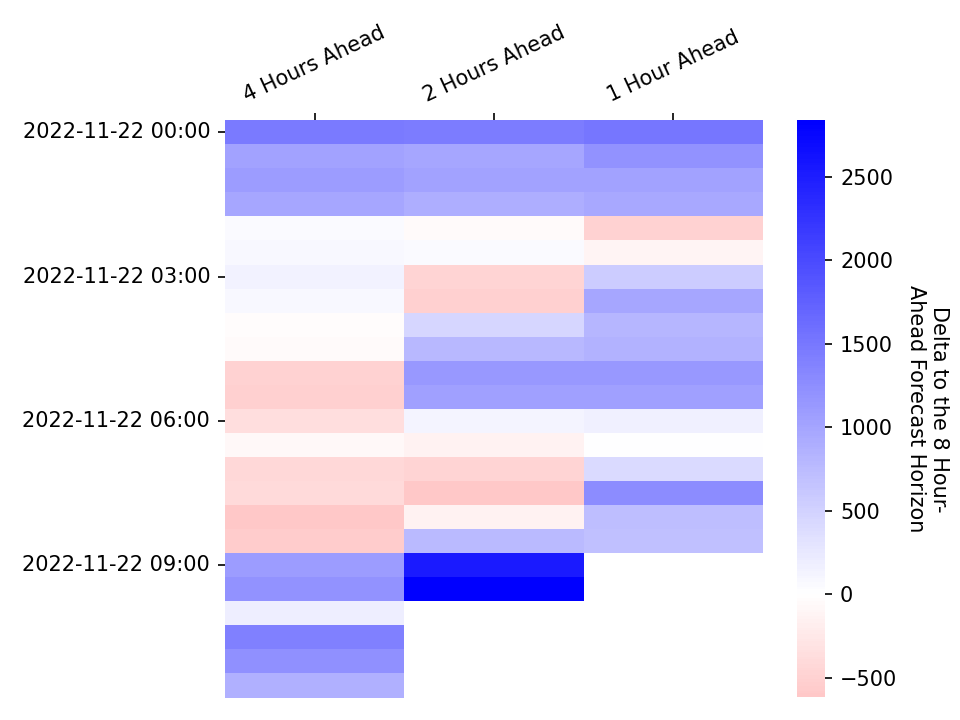 4 Hours Ahead
2 Hours Ahead
1 Hour Ahead
2022-11-22 00:00
2022-11-22 03:00
2022-11-22 06:00
2022-11-22 09:00
2500
2000
1500
1000
500
0
−500
Delta to the 8 Hour-
Ahead Forecast Horizon